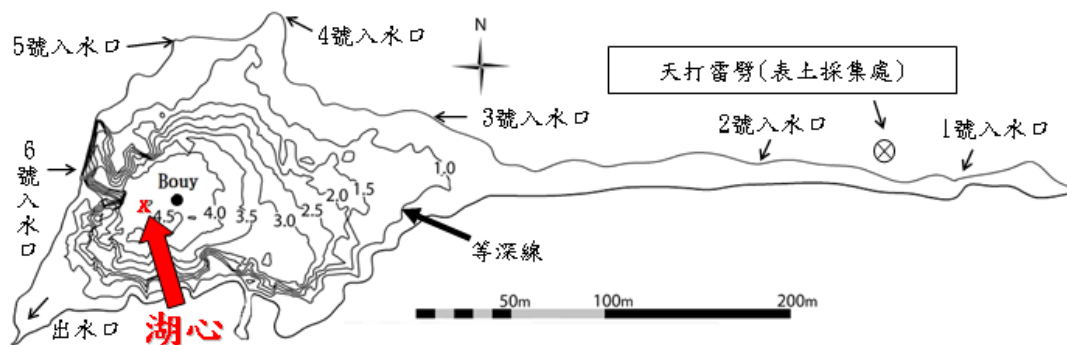 4號入水口
N
5號入水口
天打雷劈(表土採集處)
3號入水口
2號入水口
1號入水口
6號入水口
1.0
1.5
2.0
2.5
3.0
3.5
4.0
4.5
Bouy
x
等深線
50m
100m
200m
出水口
湖心